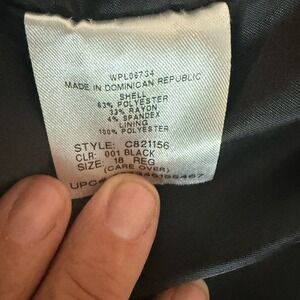 WPL06734
MADE IN DOMINICAN REPUBLIC
SHELL
63% POLYESTER
33% RAYON
4% SPANDEX
LINING
100% POLYESTER
STYLE: C821156
CLR: 001 BLACK
SIZE: 18 REG
(CARE OVER)